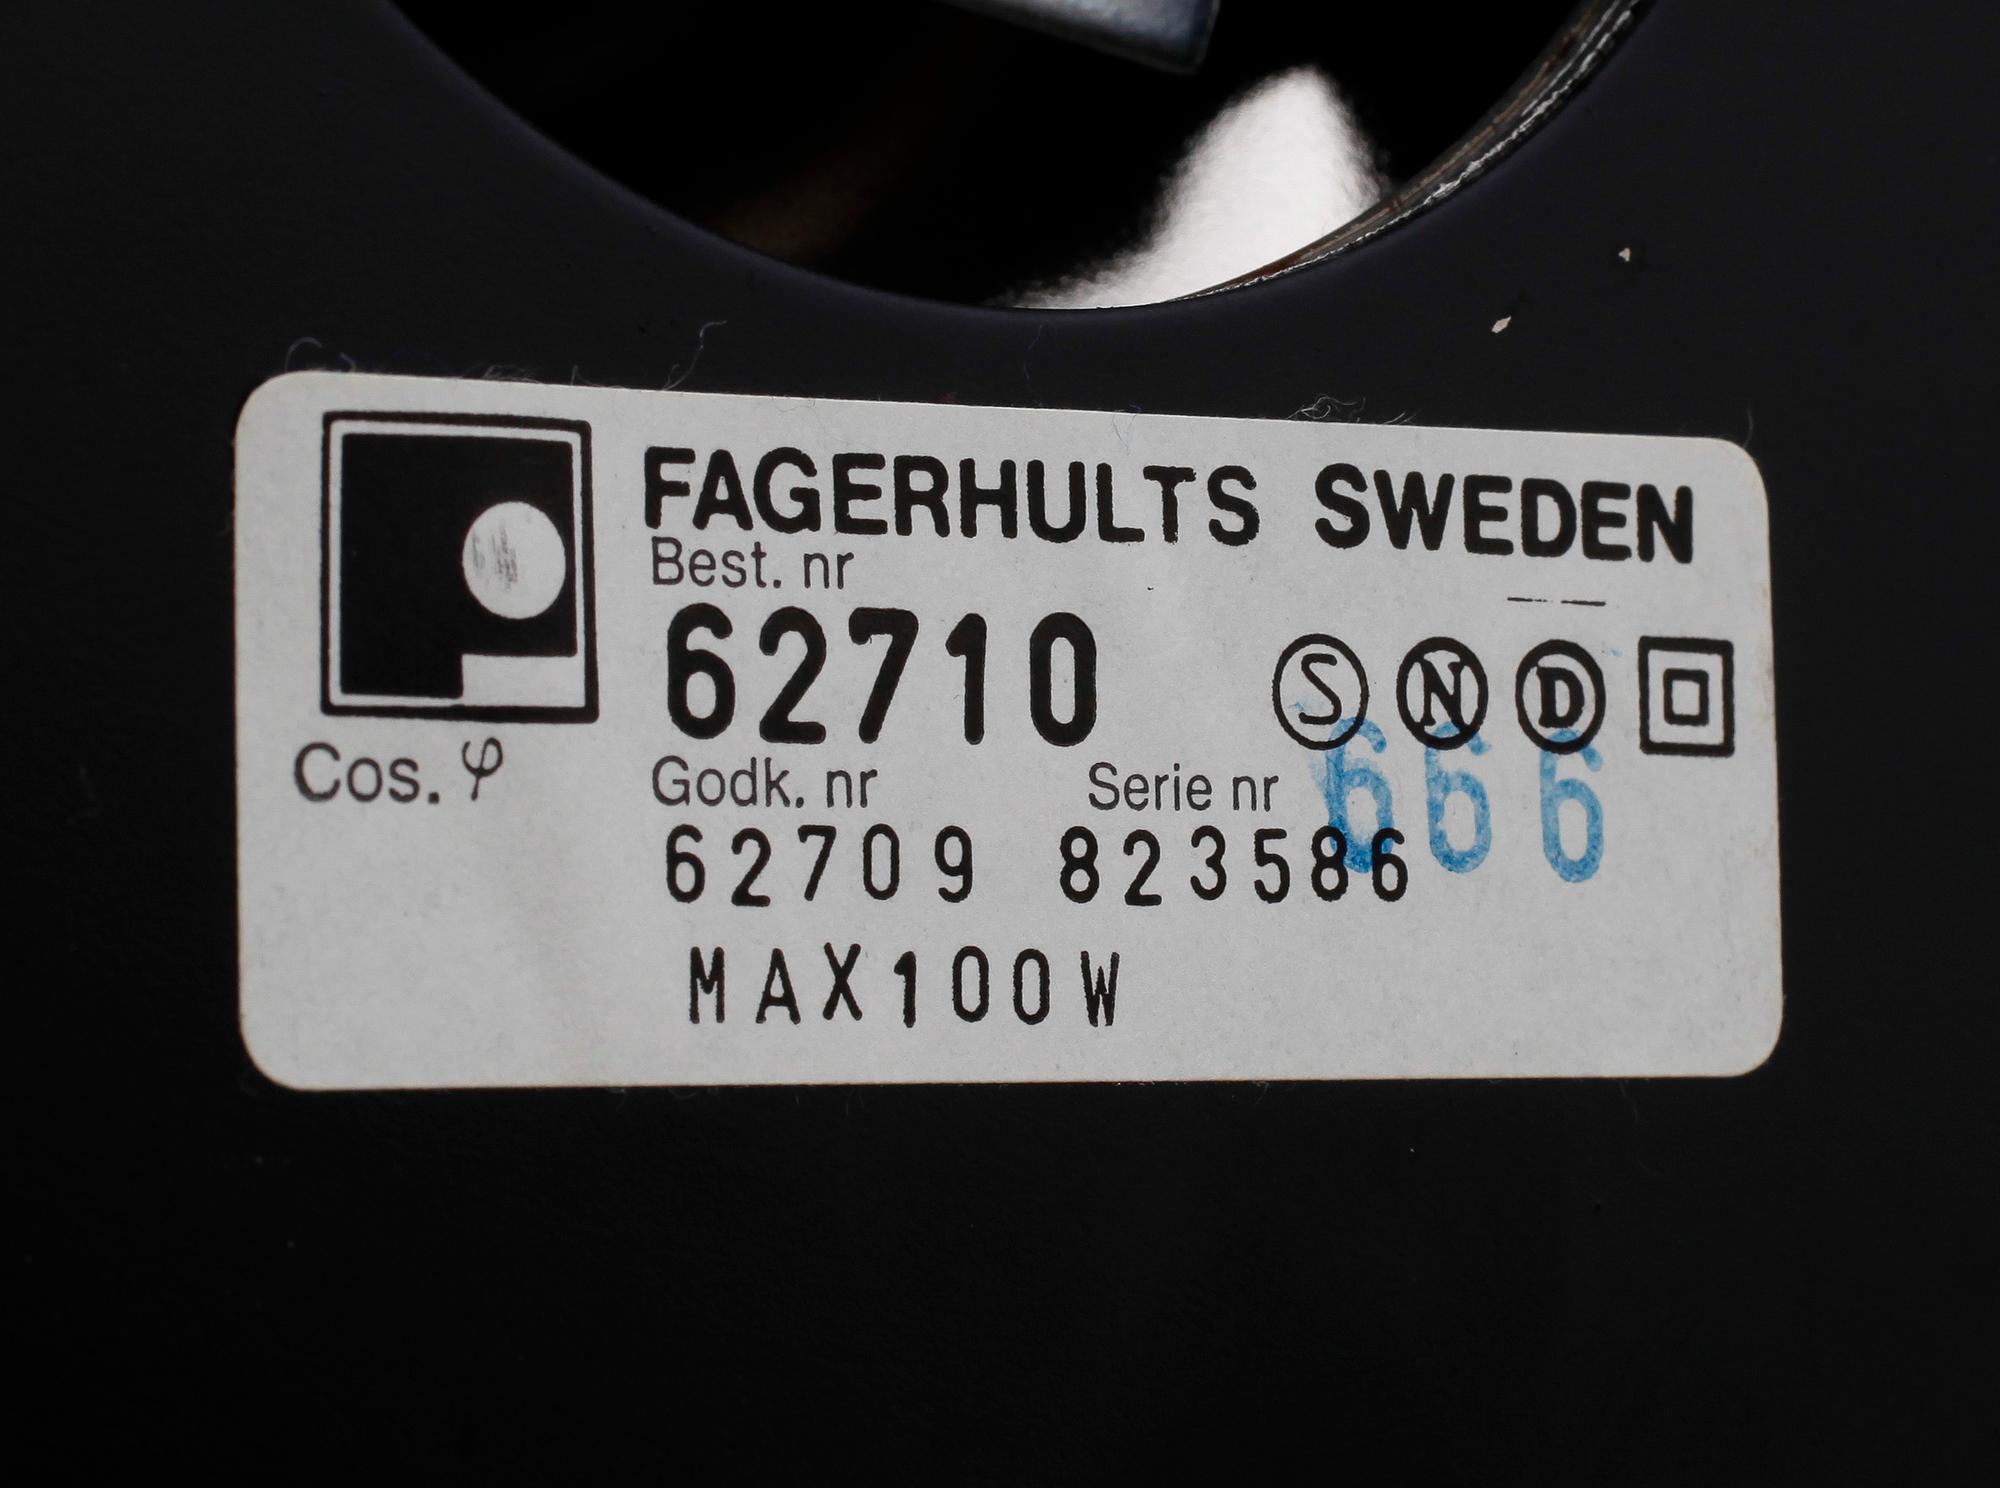 FAGERHULTS SWEDEN
Best. nr
62710
S N D
Cos. φ
Godk. nr Serie nr
666
62709 823586
MAX100W